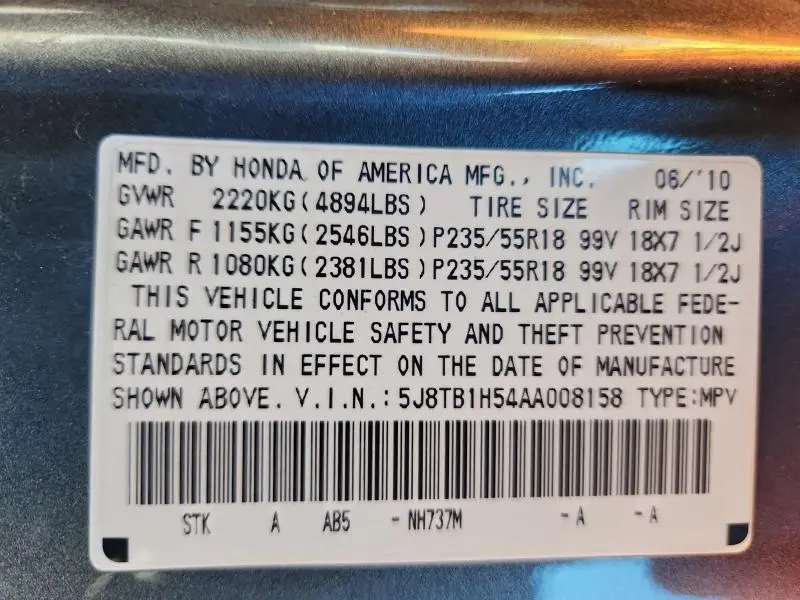 MFD. BY HONDA OF AMERICA MFG., INC. 06/'10
GVWR 2220KG(4894LBS) TIRE SIZE RIM SIZE
GAWR F 1155KG(2546LBS)P235/55R18 99V 18X7 1/2J
GAWR R 1080KG(2381LBS)P235/55R18 99V 18X7 1/2J
THIS VEHICLE CONFORMS TO ALL APPLICABLE FEDE-
RAL MOTOR VEHICLE SAFETY AND THEFT PREVENTION
STANDARDS IN EFFECT ON THE DATE OF MANUFACTURE
SHOWN ABOVE. V.I.N.: 5J8TB1H54AA008158 TYPE:MPV
STK A AB5 - NH737M - A - A